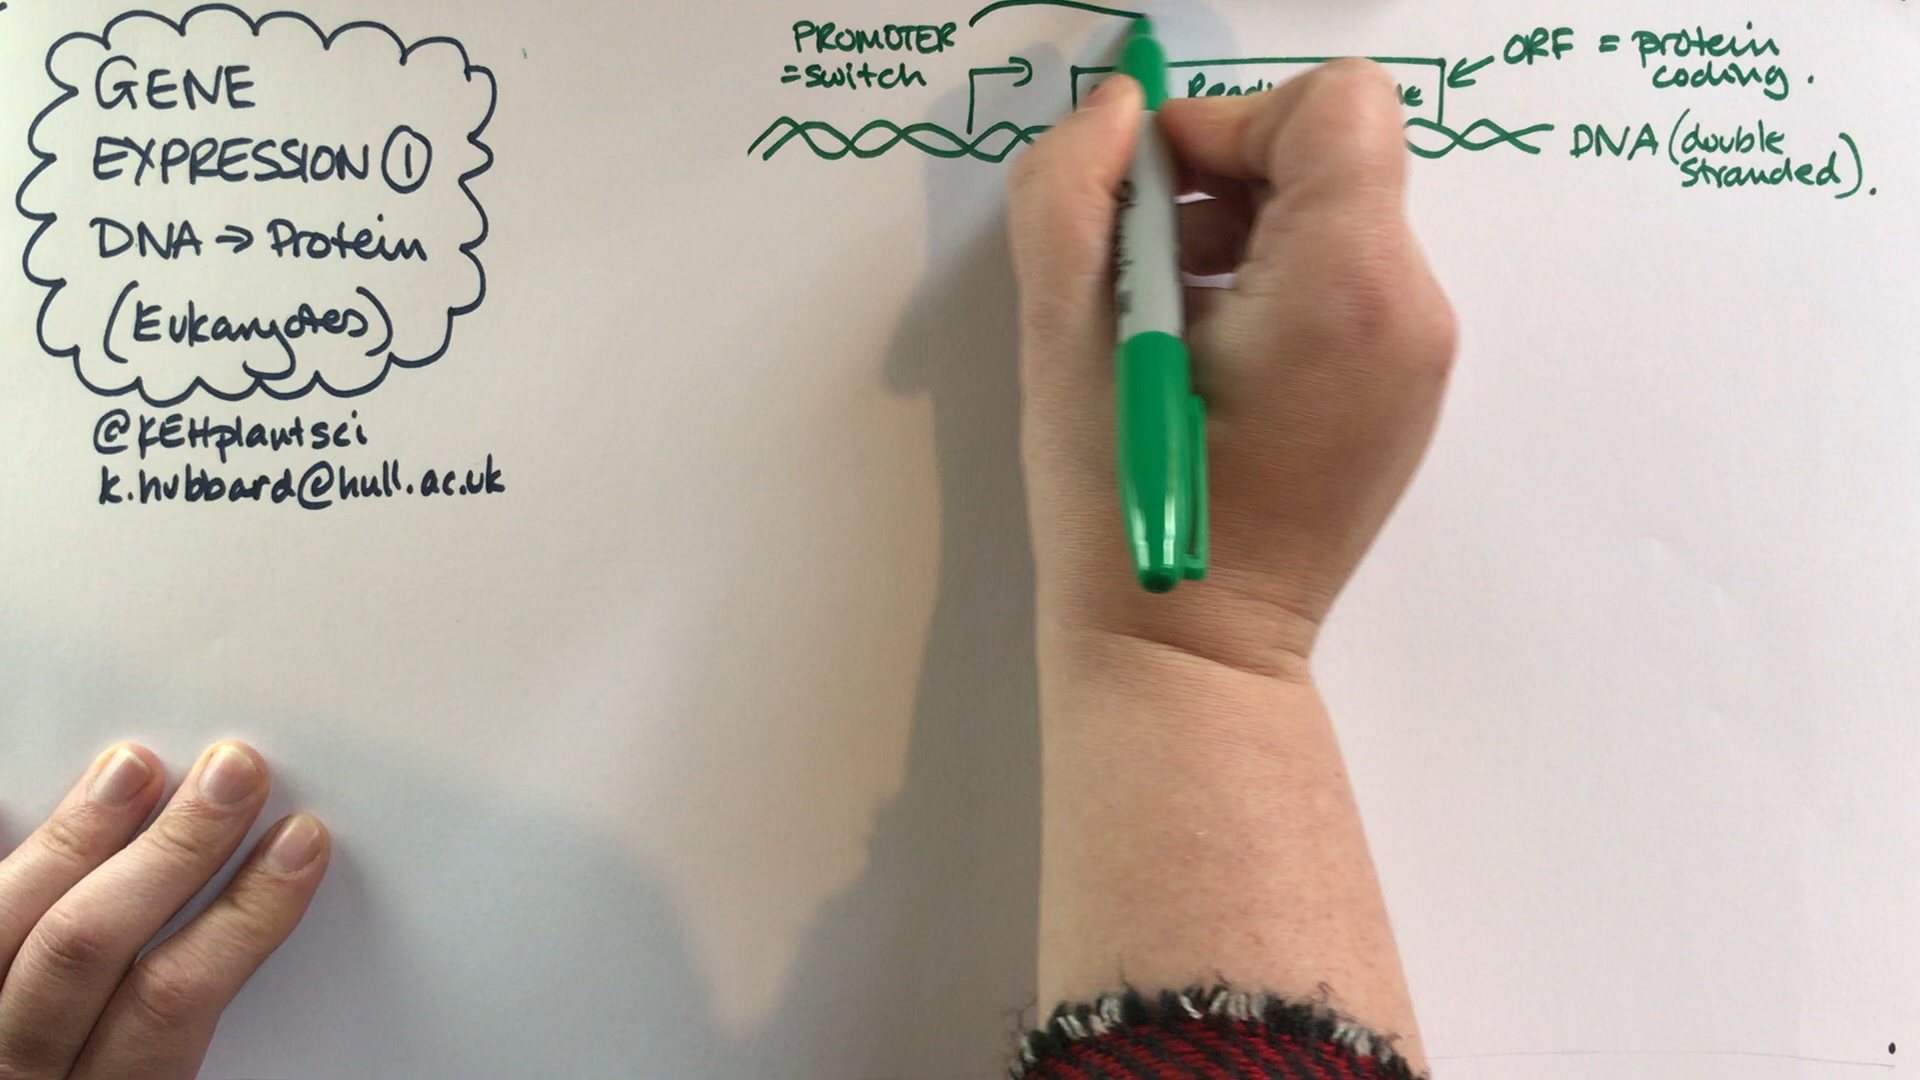 GENE
EXPRESSION ①
DNA → Protein
(Eukaryotes)
@KEHplantsci
k.hubbard@hull.ac.uk
PROMOTER
= switch
ORF = protein
coding.
DNA (double
stranded).